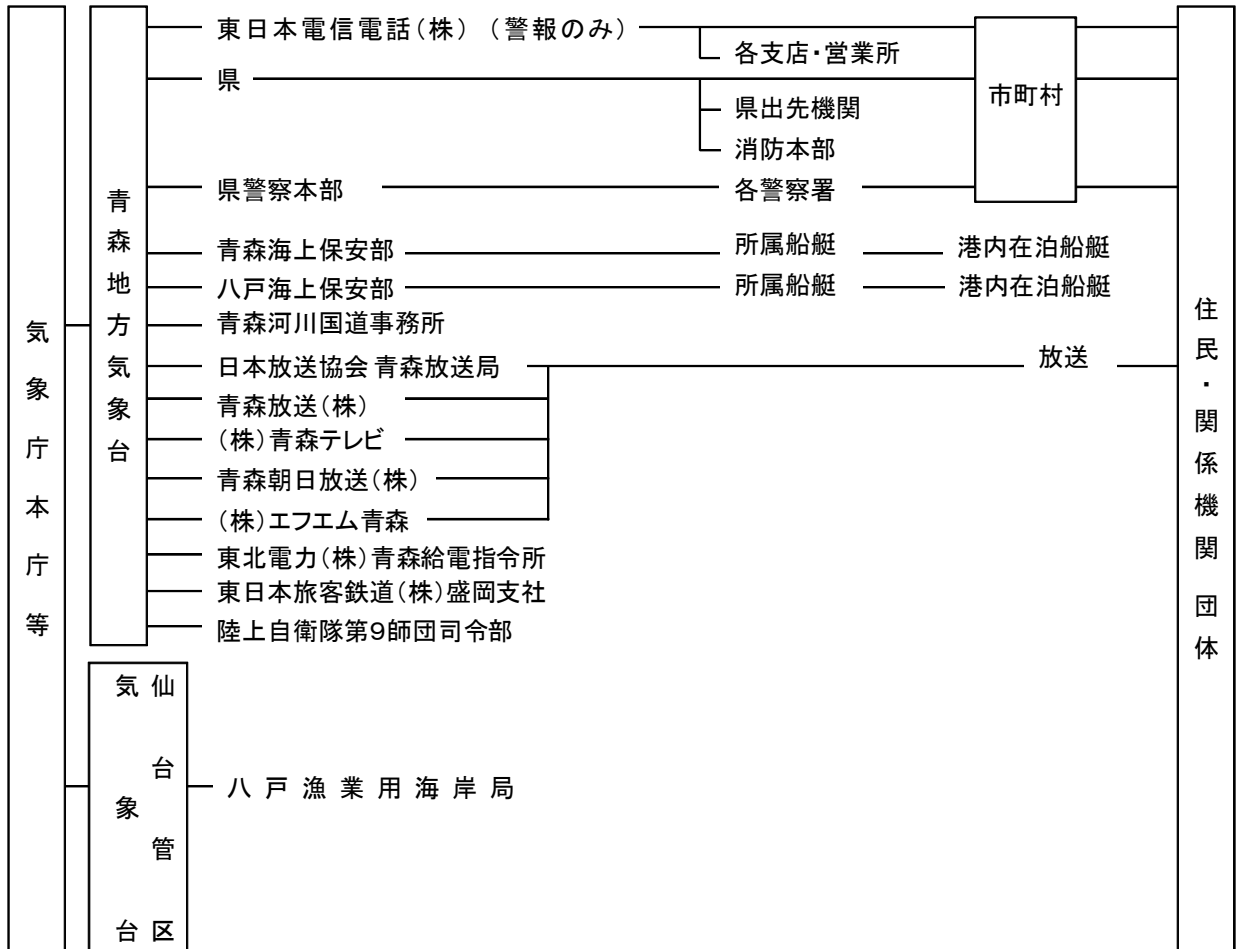 気象庁本庁等
青森地方気象台
東日本電信電話(株) (警報のみ)
各支店・営業所
県
県出先機関
消防本部
市町村
県警察本部
各警察署
青森海上保安部
所属船艇
港内在泊船艇
八戸海上保安部
所属船艇
港内在泊船艇
青森河川国道事務所
日本放送協会 青森放送局
放送
青森放送(株)
(株)青森テレビ
青森朝日放送(株)
(株)エフエム青森
東北電力(株)青森給電指令所
東日本旅客鉄道(株)盛岡支社
陸上自衛隊第9師団司令部
仙台管区
気象台
八戸漁業用海岸局
住民・関係機関 団体